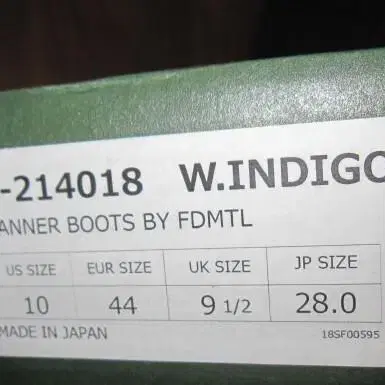 -214018 W.INDIGO
ANNER BOOTS BY FDMTL
US SIZE EUR SIZE UK SIZE JP SIZE
10 44 9 1/2 28.0
MADE IN JAPAN 18SF00595